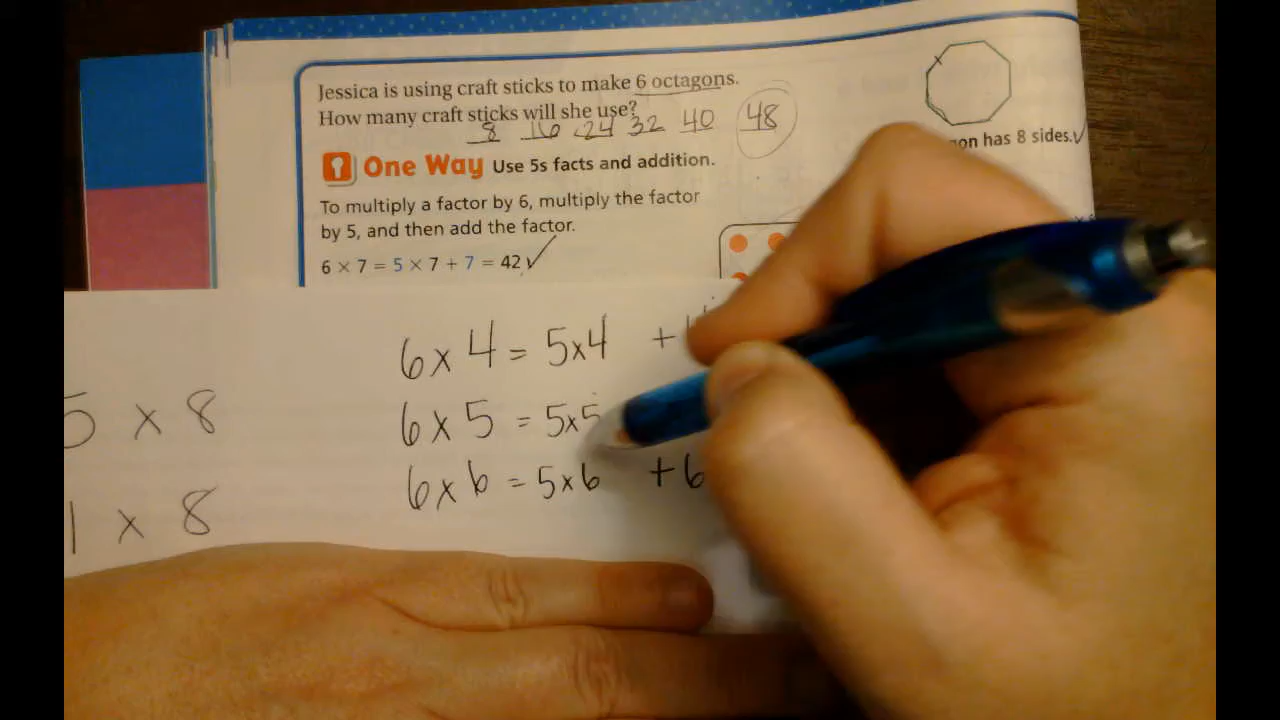 Jessica is using craft sticks to make 6 octagons.
How many craft sticks will she use?
8 16 24 32 40 48
has 8 sides.
One Way Use 5s facts and addition.
To multiply a factor by 6, multiply the factor
by 5, and then add the factor.
6 × 7 = 5 × 7 + 7 = 42
6 x 4 = 5x4 +
5 x 8
6 x 5 = 5x5
6 x 6 = 5 x 6 + 6
1 x 8